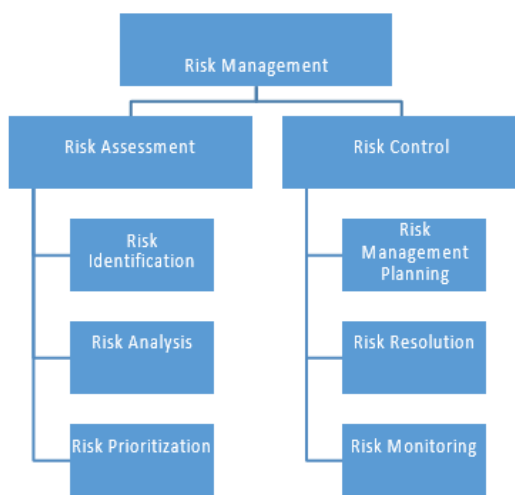 Risk Management
Risk Assessment
Risk Control
Risk
Identification
Risk
Management
Planning
Risk Analysis
Risk Resolution
Risk Prioritization
Risk Monitoring